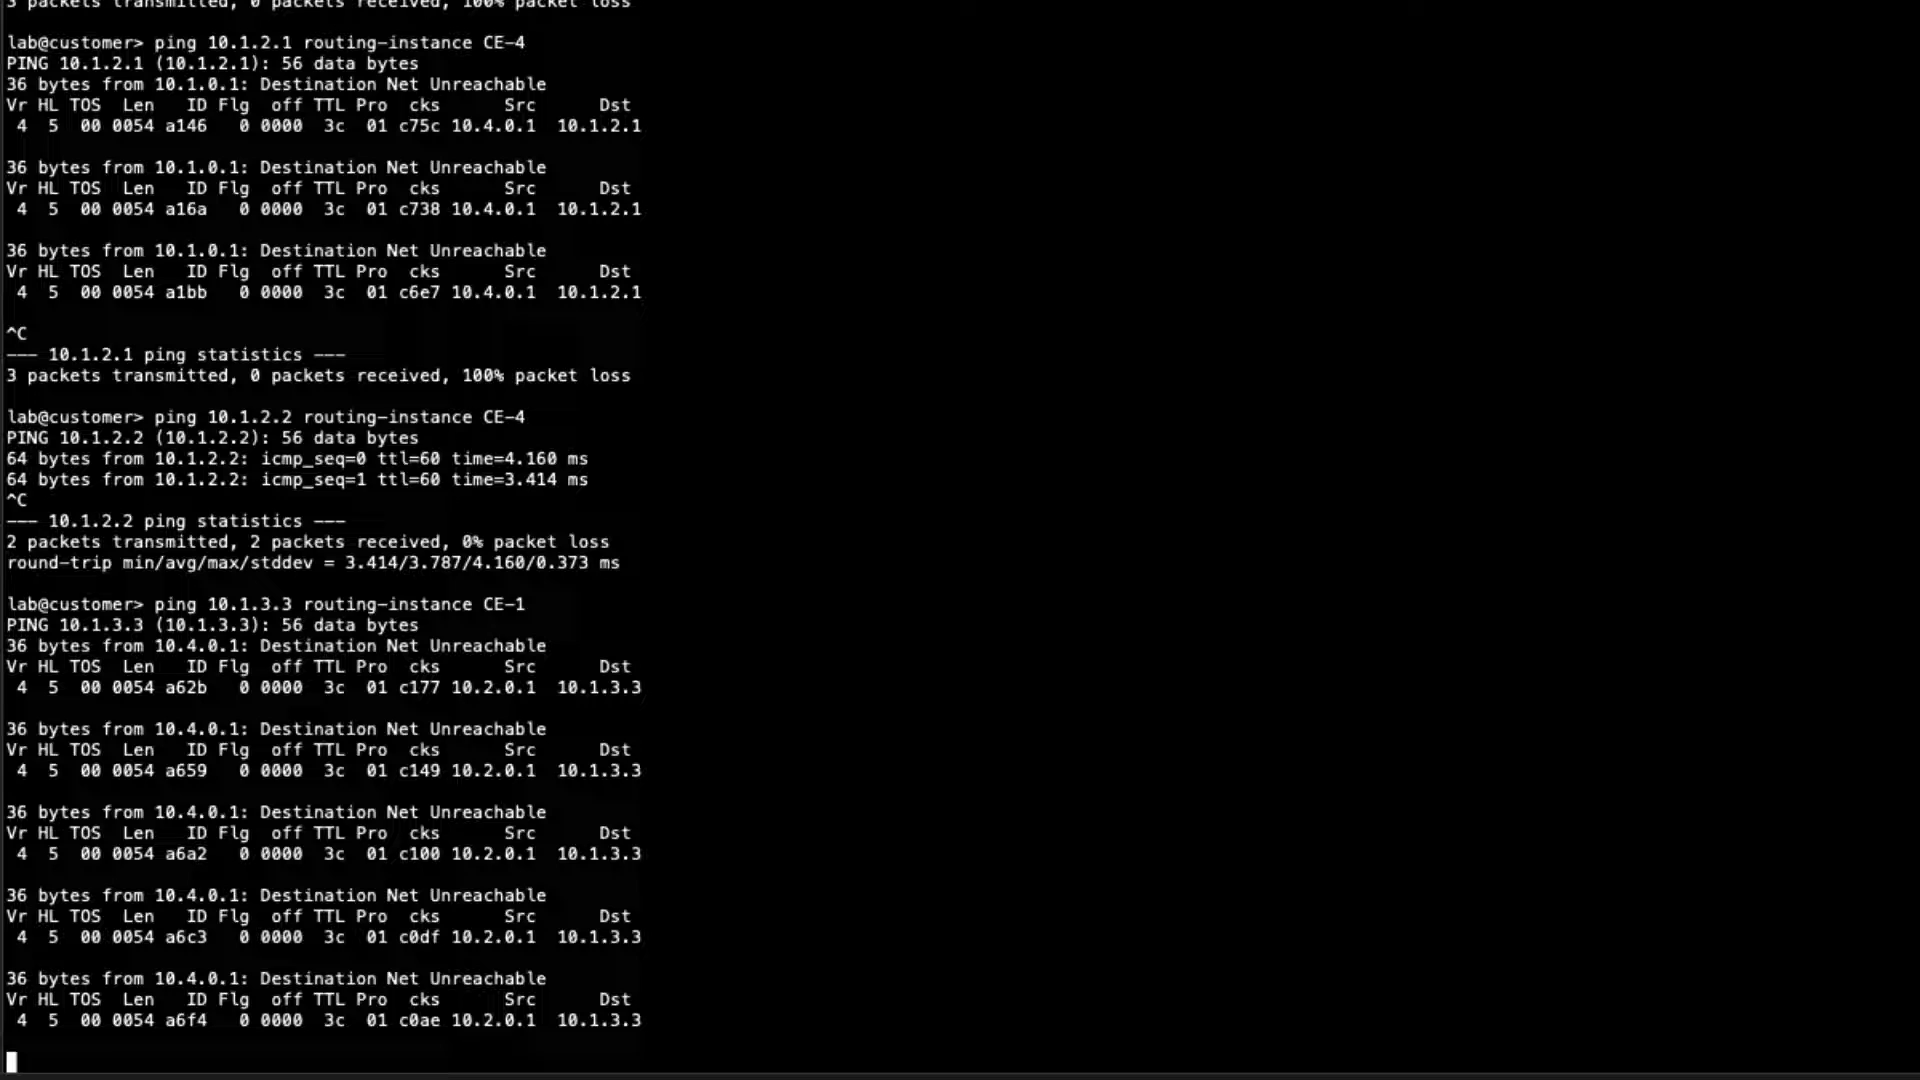 3 packets transmitted, 0 packets received, 100% packet loss
lab@customer> ping 10.1.2.1 routing-instance CE-4
PING 10.1.2.1 (10.1.2.1): 56 data bytes
36 bytes from 10.1.0.1: Destination Net Unreachable
Vr HL TOS  Len   ID Flg  off TTL Pro  cks      Src      Dst
 4  5  00 0054 a146   0 0000  3c  01 c75c 10.4.0.1  10.1.2.1
36 bytes from 10.1.0.1: Destination Net Unreachable
Vr HL TOS  Len   ID Flg  off TTL Pro  cks      Src      Dst
 4  5  00 0054 a16a   0 0000  3c  01 c738 10.4.0.1  10.1.2.1
36 bytes from 10.1.0.1: Destination Net Unreachable
Vr HL TOS  Len   ID Flg  off TTL Pro  cks      Src      Dst
 4  5  00 0054 a1bb   0 0000  3c  01 c6e7 10.4.0.1  10.1.2.1
^C
--- 10.1.2.1 ping statistics ---
3 packets transmitted, 0 packets received, 100% packet loss
lab@customer> ping 10.1.2.2 routing-instance CE-4
PING 10.1.2.2 (10.1.2.2): 56 data bytes
64 bytes from 10.1.2.2: icmp_seq=0 ttl=60 time=4.160 ms
64 bytes from 10.1.2.2: icmp_seq=1 ttl=60 time=3.414 ms
^C
--- 10.1.2.2 ping statistics ---
2 packets transmitted, 2 packets received, 0% packet loss
round-trip min/avg/max/stddev = 3.414/3.787/4.160/0.373 ms
lab@customer> ping 10.1.3.3 routing-instance CE-1
PING 10.1.3.3 (10.1.3.3): 56 data bytes
36 bytes from 10.4.0.1: Destination Net Unreachable
Vr HL TOS  Len   ID Flg  off TTL Pro  cks      Src      Dst
 4  5  00 0054 a62b   0 0000  3c  01 c177 10.2.0.1  10.1.3.3
36 bytes from 10.4.0.1: Destination Net Unreachable
Vr HL TOS  Len   ID Flg  off TTL Pro  cks      Src      Dst
 4  5  00 0054 a659   0 0000  3c  01 c149 10.2.0.1  10.1.3.3
36 bytes from 10.4.0.1: Destination Net Unreachable
Vr HL TOS  Len   ID Flg  off TTL Pro  cks      Src      Dst
 4  5  00 0054 a6a2   0 0000  3c  01 c100 10.2.0.1  10.1.3.3
36 bytes from 10.4.0.1: Destination Net Unreachable
Vr HL TOS  Len   ID Flg  off TTL Pro  cks      Src      Dst
 4  5  00 0054 a6c3   0 0000  3c  01 c0df 10.2.0.1  10.1.3.3
36 bytes from 10.4.0.1: Destination Net Unreachable
Vr HL TOS  Len   ID Flg  off TTL Pro  cks      Src      Dst
 4  5  00 0054 a6f4   0 0000  3c  01 c0ae 10.2.0.1  10.1.3.3